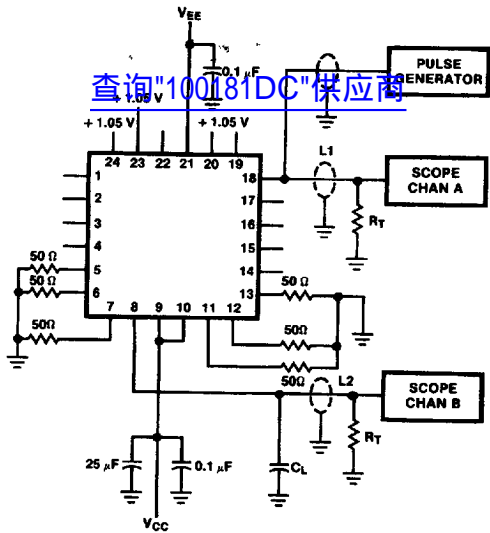 VEE
0.1 μF
PULSE
GENERATOR
查询"100181DC"供应商
+ 1.05 V
+ 1.05 V
+ 1.05 V
24 23 22 21 20 19
L1
1
2
3
4
5
6
18
17
16
15
14
13
SCOPE
CHAN A
RT
50 Ω
50 Ω
50Ω
50 Ω
7 8 9 10 11 12
50Ω
50Ω
L2
SCOPE
CHAN B
RT
25 μF
0.1 μF
CL
VCC